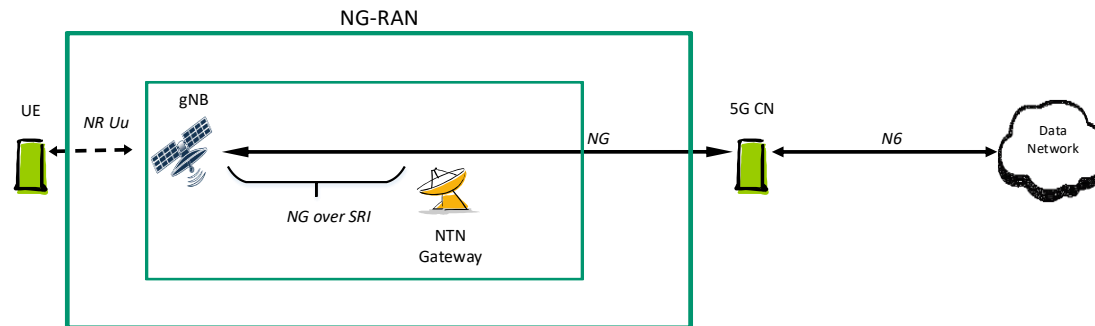 NG-RAN
UE
NR Uu
gNB
NG
5G CN
N6
Data
Network
NG over SRI
NTN
Gateway